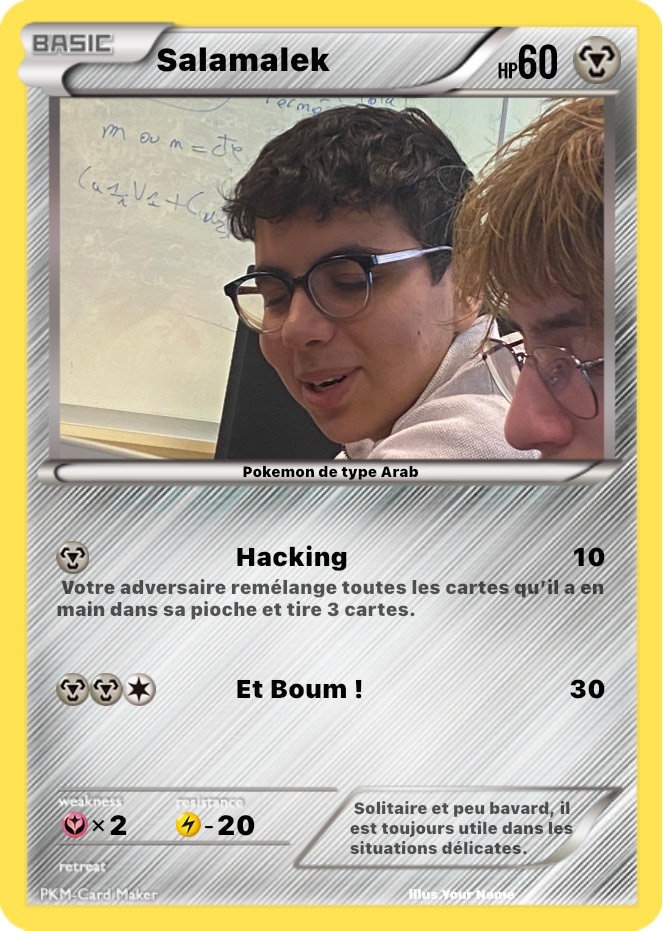 BASIC
Salamalek
HP60
m ou n = cte
Pokemon de type Arab
Hacking 10
Votre adversaire remélange toutes les cartes qu'il a en
main dans sa pioche et tire 3 cartes.
Et Boum ! 30
weakness resistance
×2 -20
Solitaire et peu bavard, il
est toujours utile dans les
situations délicates.
retreat
PKM-Card Maker Illus.Your Name